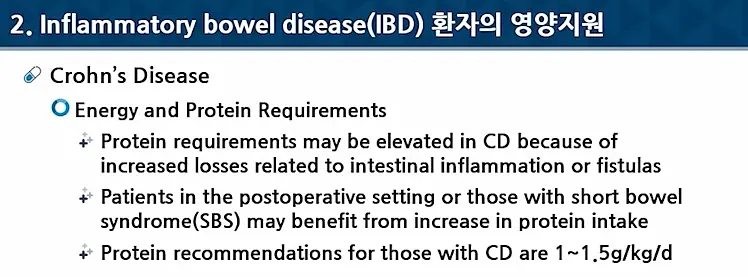 2. Inflammatory bowel disease(IBD) 환자의 영양지원
Crohn's Disease
Energy and Protein Requirements
Protein requirements may be elevated in CD because of
increased losses related to intestinal inflammation or fistulas
Patients in the postoperative setting or those with short bowel
syndrome(SBS) may benefit from increase in protein intake
Protein recommendations for those with CD are 1~1.5g/kg/d